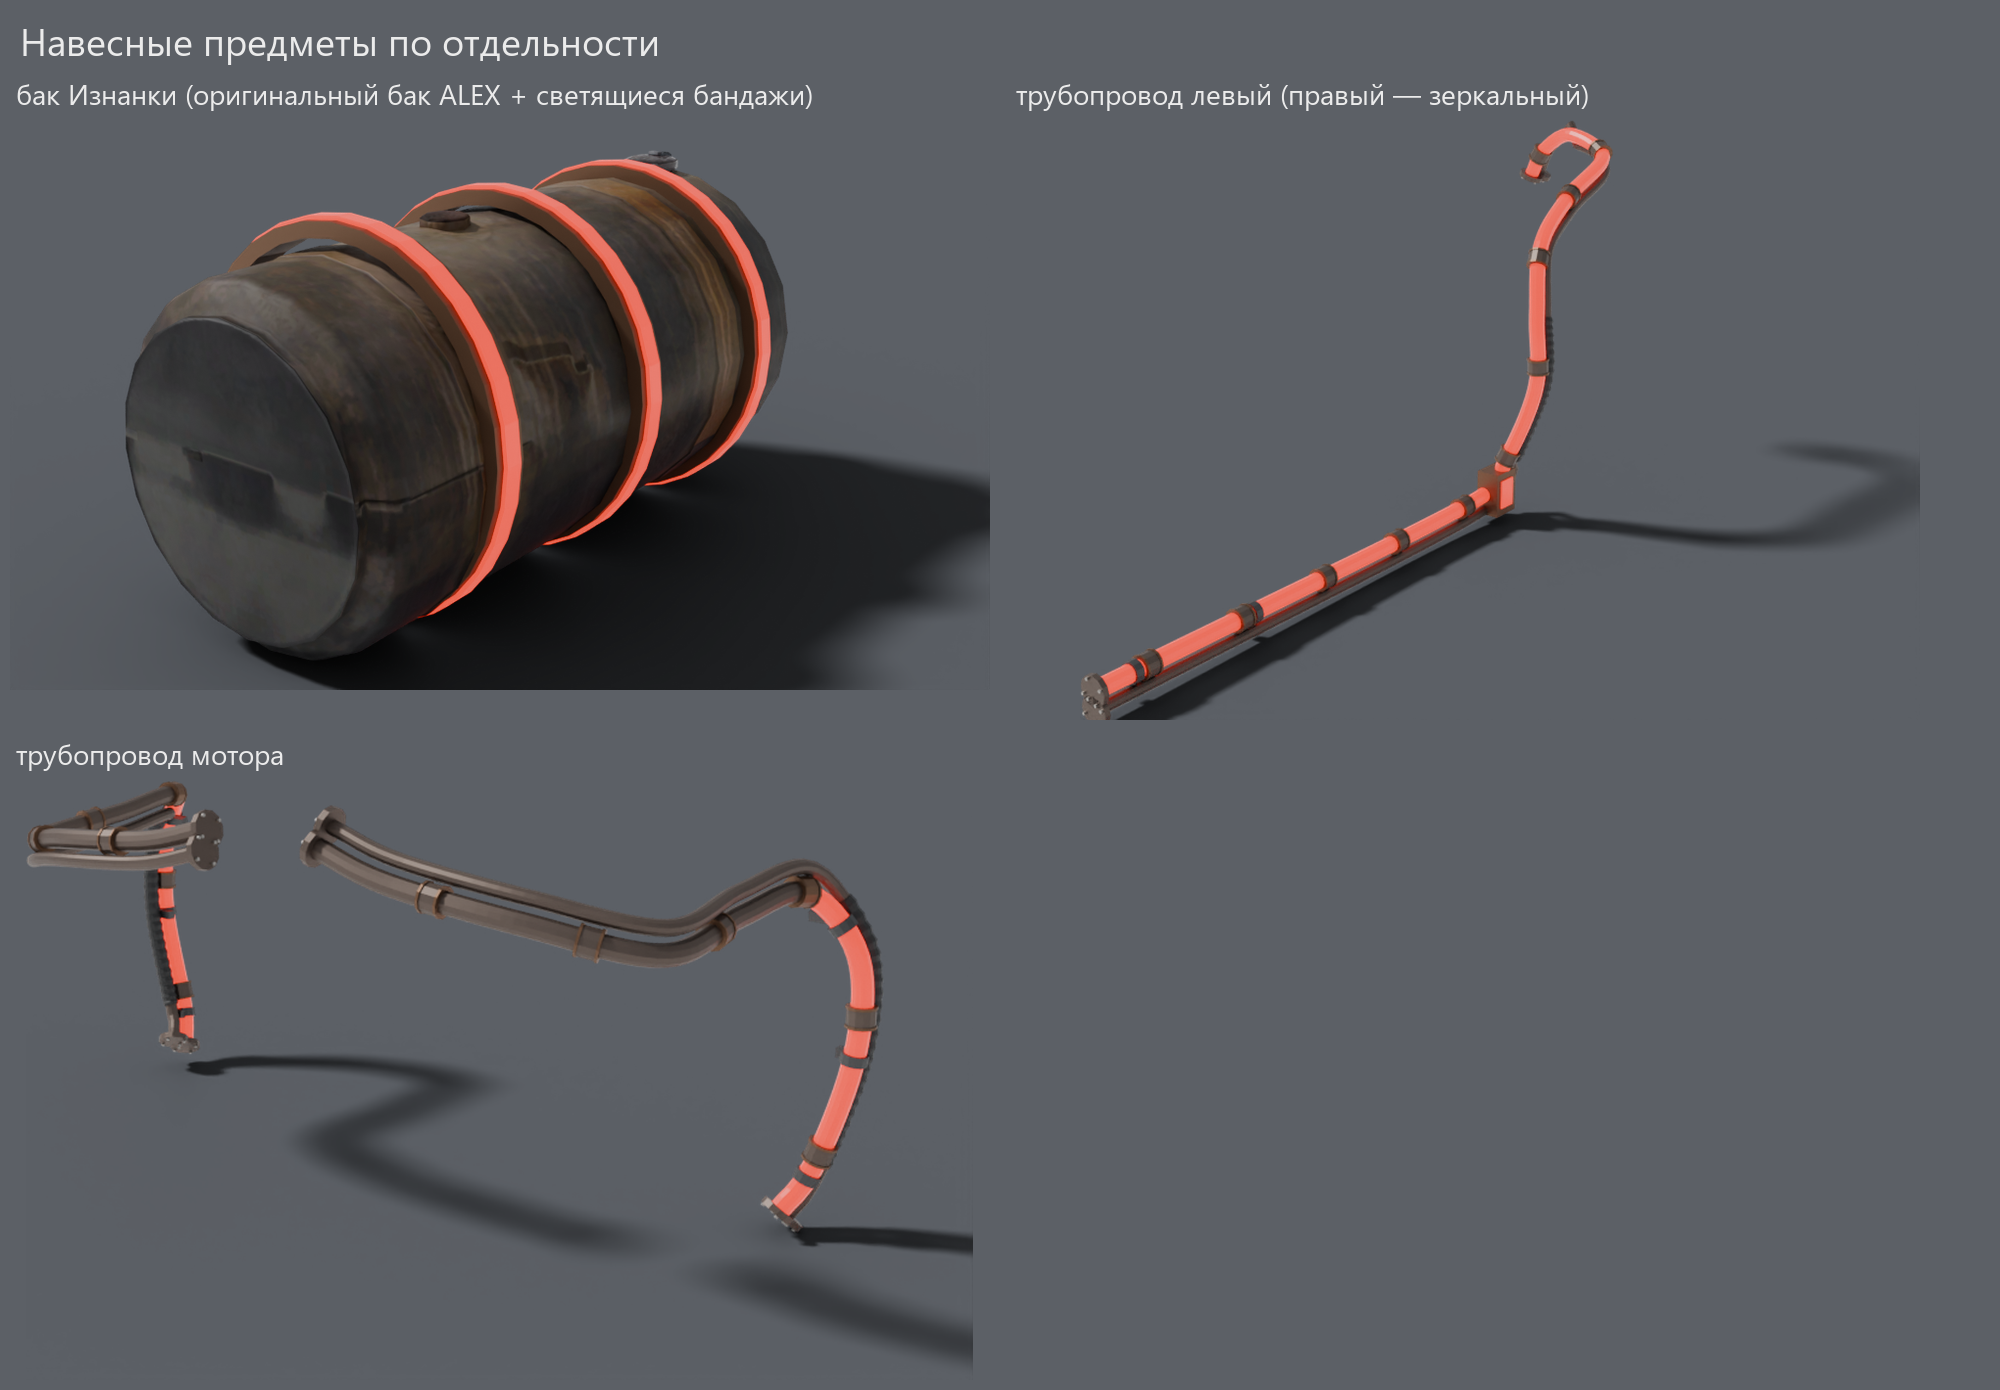 Навесные предметы по отдельности
бак Изнанки (оригинальный бак ALEX + светящиеся бандажи)
трубопровод левый (правый — зеркальный)
трубопровод мотора